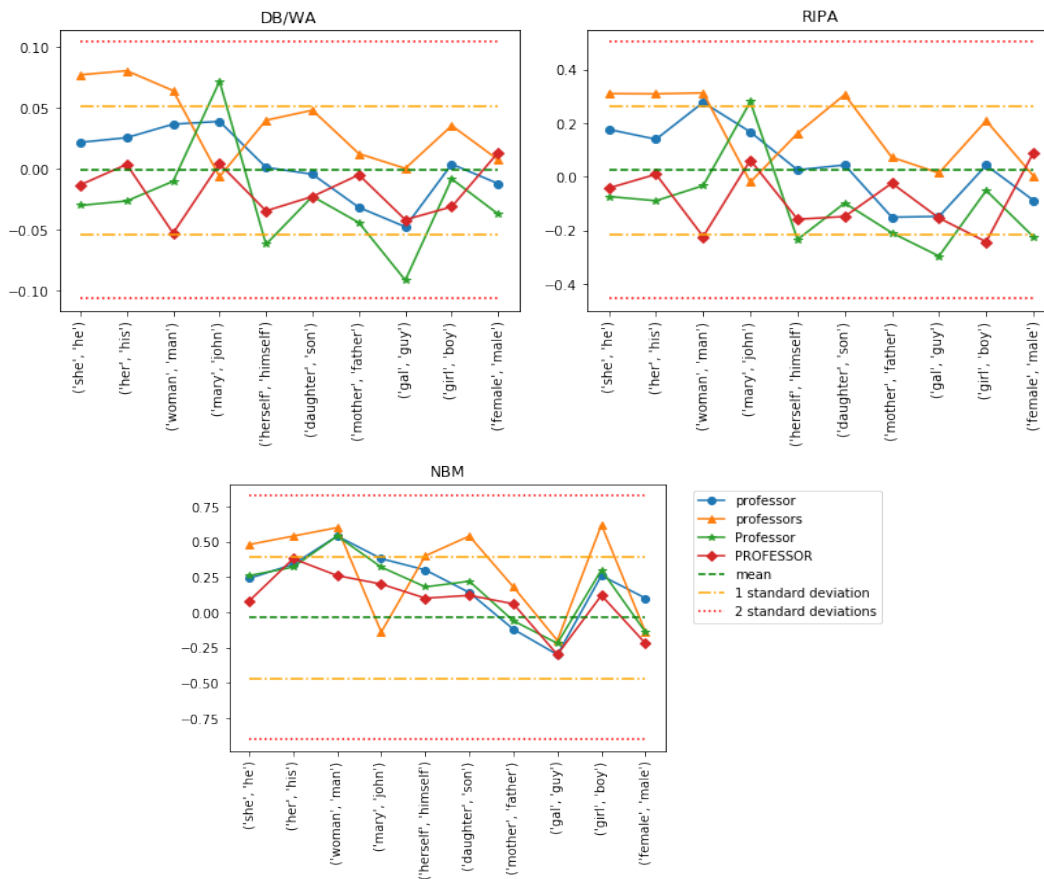 DB/WA
0.10
0.05
0.00
−0.05
−0.10
('she', 'he')
('her', 'his')
('woman', 'man')
('mary', 'john')
('herself', 'himself')
('daughter', 'son')
('mother', 'father')
('gal', 'guy')
('girl', 'boy')
('female', 'male')
RIPA
0.4
0.2
0.0
−0.2
−0.4
('she', 'he')
('her', 'his')
('woman', 'man')
('mary', 'john')
('herself', 'himself')
('daughter', 'son')
('mother', 'father')
('gal', 'guy')
('girl', 'boy')
('female', 'male')
NBM
0.75
0.50
0.25
0.00
−0.25
−0.50
−0.75
('she', 'he')
('her', 'his')
('woman', 'man')
('mary', 'john')
('herself', 'himself')
('daughter', 'son')
('mother', 'father')
('gal', 'guy')
('girl', 'boy')
('female', 'male')
professor
professors
Professor
PROFESSOR
mean
1 standard deviation
2 standard deviations